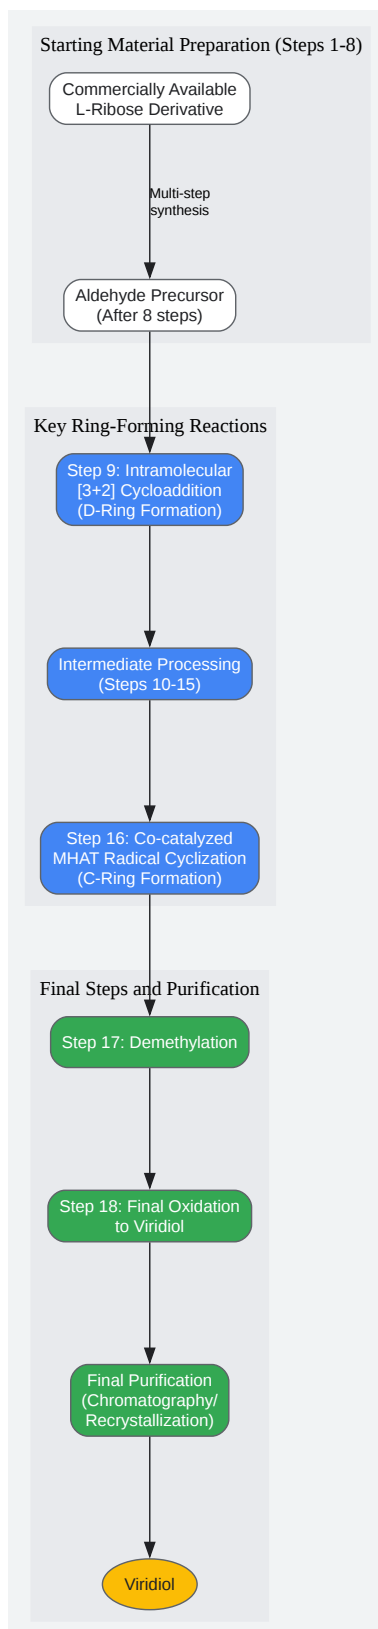 Starting Material Preparation (Steps 1-8)
Commercially Available
L-Ribose Derivative
Multi-step
synthesis
Aldehyde Precursor
(After 8 steps)
Key Ring-Forming Reactions
Step 9: Intramolecular
[3+2] Cycloaddition
(D-Ring Formation)
Intermediate Processing
(Steps 10-15)
Step 16: Co-catalyzed
MHAT Radical Cyclization
(C-Ring Formation)
Final Steps and Purification
Step 17: Demethylation
Step 18: Final Oxidation
to Viridiol
Final Purification
(Chromatography/
Recrystallization)
Viridiol